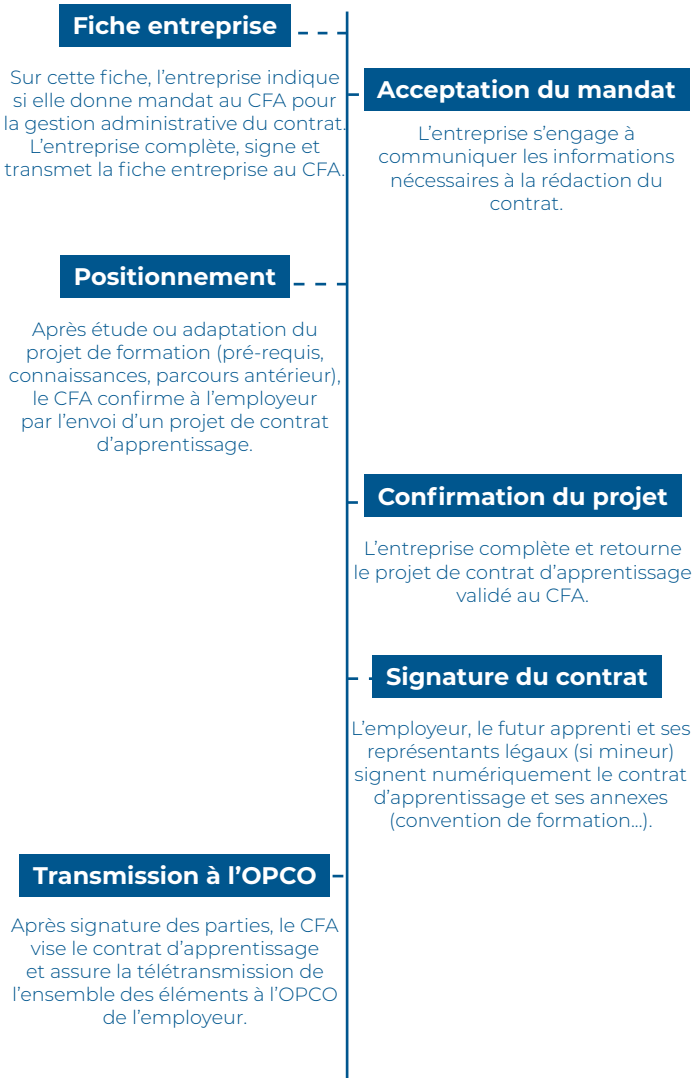 Fiche entreprise
Sur cette fiche, l’entreprise indique
si elle donne mandat au CFA pour
la gestion administrative du contrat.
L’entreprise complète, signe et
transmet la fiche entreprise au CFA.
Acceptation du mandat
L’entreprise s’engage à
communiquer les informations
nécessaires à la rédaction du
contrat.
Positionnement
Après étude ou adaptation du
projet de formation (pré-requis,
connaissances, parcours antérieur),
le CFA confirme à l’employeur
par l’envoi d’un projet de contrat
d’apprentissage.
Confirmation du projet
L’entreprise complète et retourne
le projet de contrat d’apprentissage
validé au CFA.
Signature du contrat
L’employeur, le futur apprenti et ses
représentants légaux (si mineur)
signent numériquement le contrat
d’apprentissage et ses annexes
(convention de formation...).
Transmission à l’OPCO
Après signature des parties, le CFA
vise le contrat d’apprentissage
et assure la télétransmission de
l’ensemble des éléments à l’OPCO
de l’employeur.